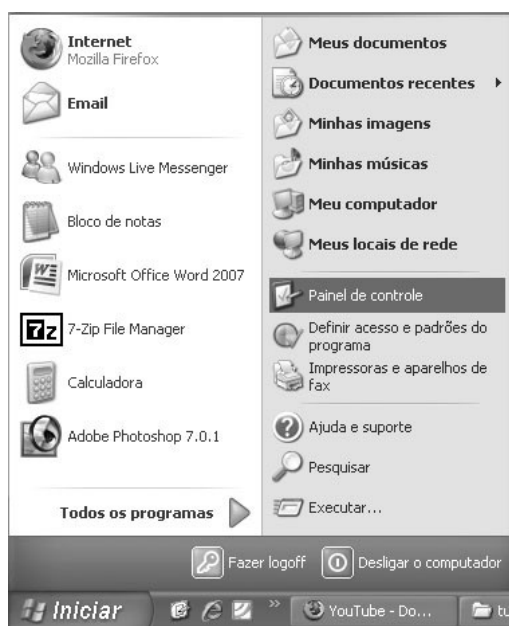 Internet
Mozilla Firefox
Email
Windows Live Messenger
Bloco de notas
Microsoft Office Word 2007
7-Zip File Manager
Calculadora
Adobe Photoshop 7.0.1
Todos os programas
Meus documentos
Documentos recentes
Minhas imagens
Minhas músicas
Meu computador
Meus locais de rede
Painel de controle
Definir acesso e padrões do
programa
Impressoras e aparelhos de
fax
Ajuda e suporte
Pesquisar
Executar...
Fazer logoff
Desligar o computador
Iniciar
YouTube - Do...
tu